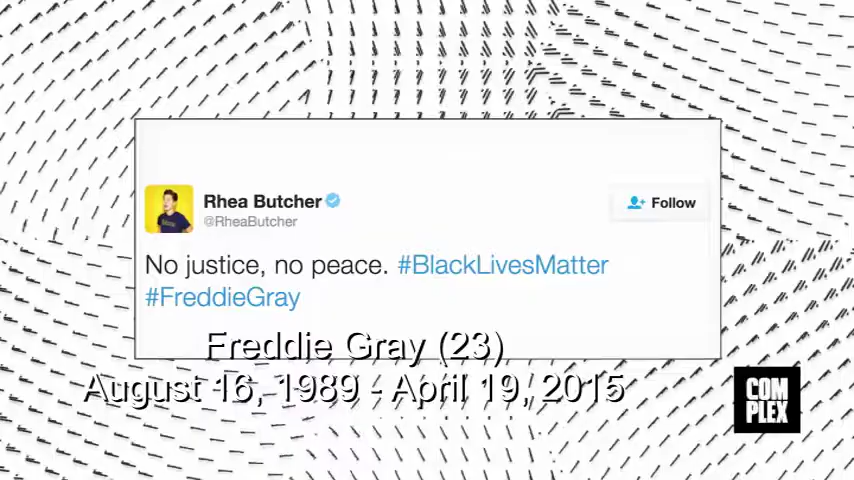 Rhea Butcher
@RheaButcher
Follow
No justice, no peace. #BlackLivesMatter
#FreddieGray
Freddie Gray (23)
August 16, 1989 - April 19, 2015
COM
PLEX